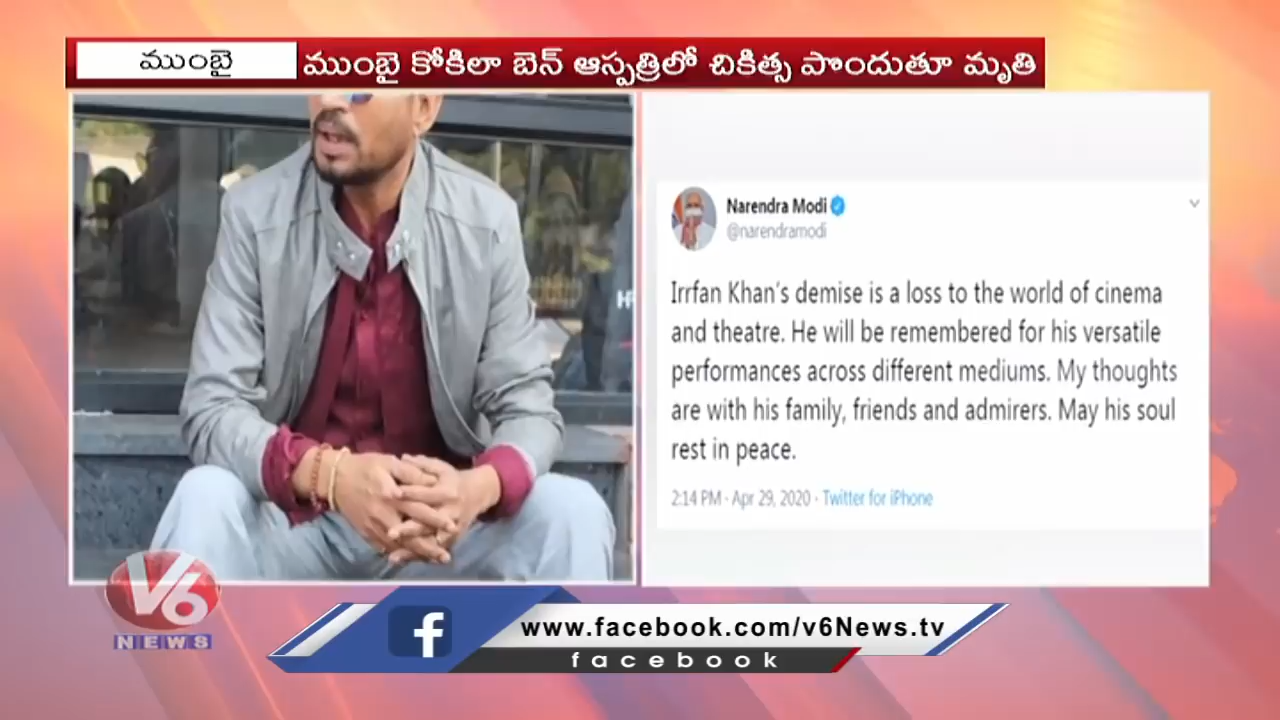 ముంబై
ముంబై కోకిలా బెన్ ఆస్పత్రిలో చికిత్స పొందుతూ మృతి
Narendra Modi
@narendramodi
Irrfan Khan's demise is a loss to the world of cinema
and theatre. He will be remembered for his versatile
performances across different mediums. My thoughts
are with his family, friends and admirers. May his soul
rest in peace.
2:14 PM · Apr 29, 2020 · Twitter for iPhone
V6
NEWS
f
www.facebook.com/v6News.tv
facebook